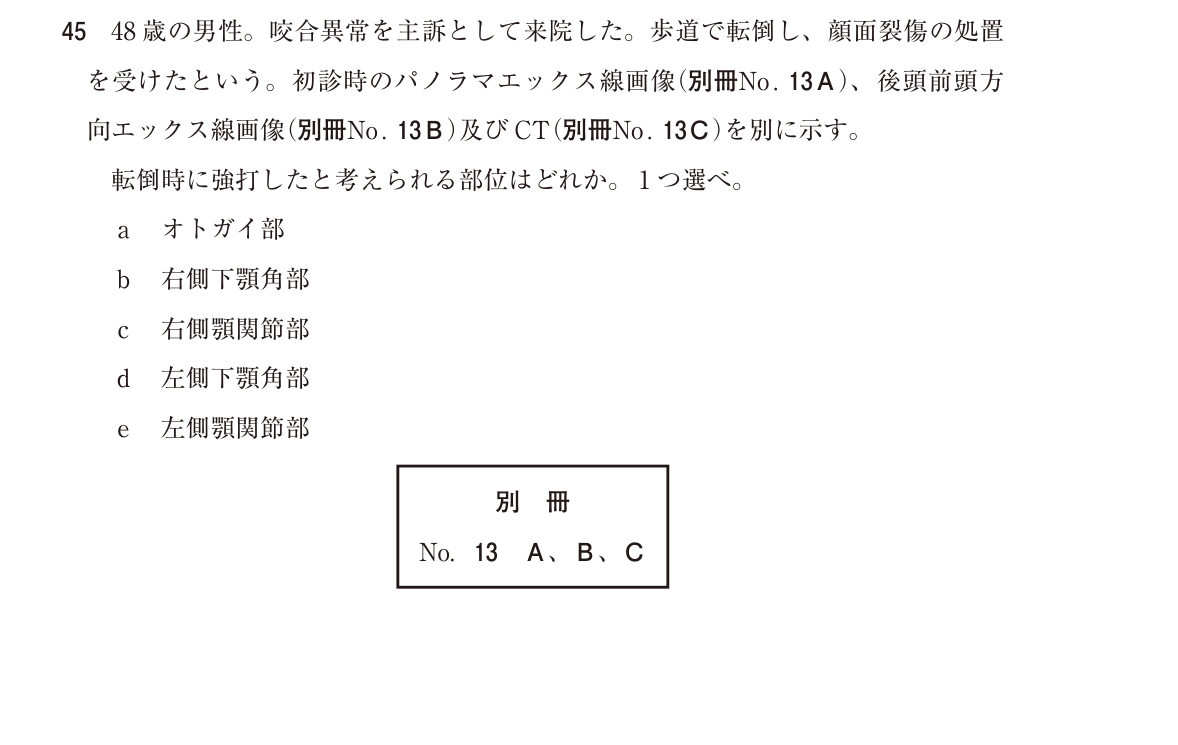 45 48歳の男性。咬合異常を主訴として来院した。歩道で転倒し、顔面裂傷の処置
を受けたという。初診時のパノラマエックス線画像(別冊No. 13A)、後頭前頭方
向エックス線画像(別冊No. 13B)及びCT(別冊No. 13C)を別に示す。
転倒時に強打したと考えられる部位はどれか。1つ選べ。
a オトガイ部
b 右側下顎角部
c 右側顎関節部
d 左側下顎角部
e 左側顎関節部
別 冊
No. 13 A、B、C